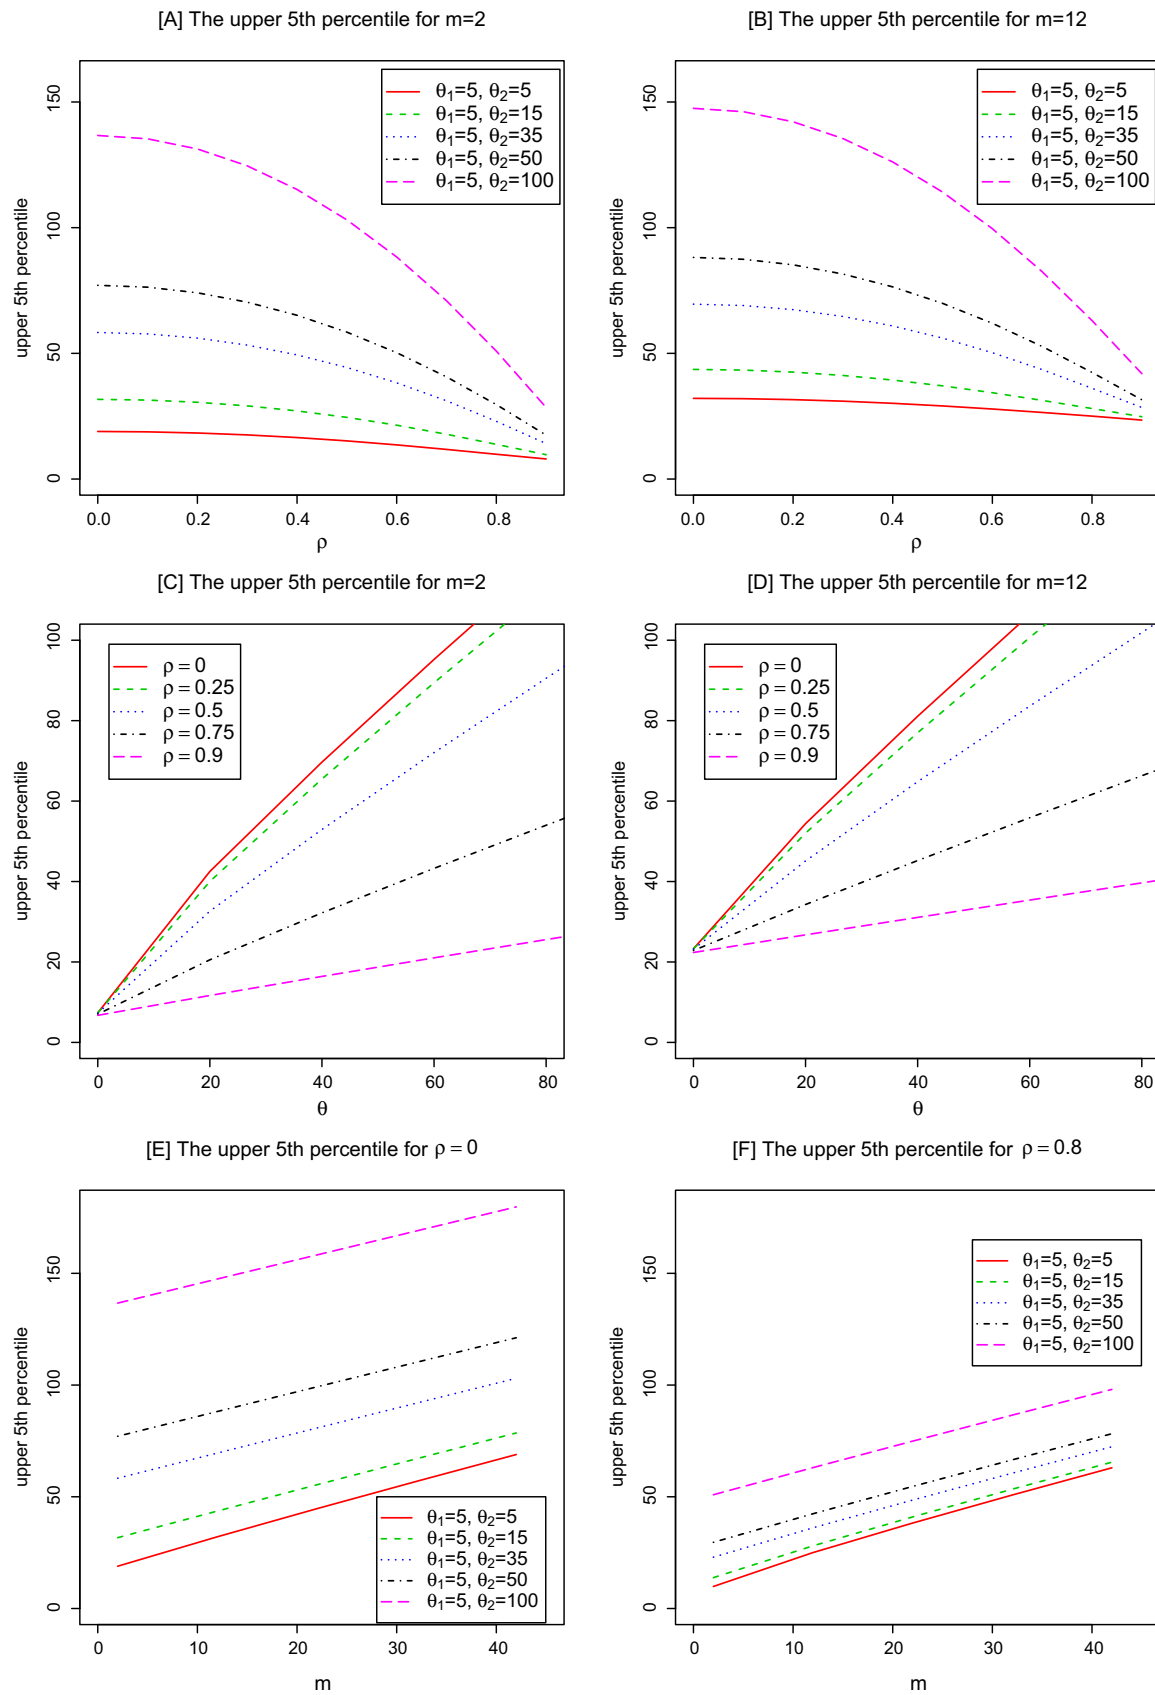 [A] The upper 5th percentile for m=2
upper 5th percentile
150
100
50
0
θ₁=5, θ₂=5
θ₁=5, θ₂=15
θ₁=5, θ₂=35
θ₁=5, θ₂=50
θ₁=5, θ₂=100
0.0 0.2 0.4 0.6 0.8
ρ
[B] The upper 5th percentile for m=12
upper 5th percentile
150
100
50
0
θ₁=5, θ₂=5
θ₁=5, θ₂=15
θ₁=5, θ₂=35
θ₁=5, θ₂=50
θ₁=5, θ₂=100
0.0 0.2 0.4 0.6 0.8
ρ
[C] The upper 5th percentile for m=2
upper 5th percentile
100
80
60
40
20
0
ρ = 0
ρ = 0.25
ρ = 0.5
ρ = 0.75
ρ = 0.9
0 20 40 60 80
θ
[D] The upper 5th percentile for m=12
upper 5th percentile
100
80
60
40
20
0
ρ = 0
ρ = 0.25
ρ = 0.5
ρ = 0.75
ρ = 0.9
0 20 40 60 80
θ
[E] The upper 5th percentile for ρ = 0
upper 5th percentile
150
100
50
0
θ₁=5, θ₂=5
θ₁=5, θ₂=15
θ₁=5, θ₂=35
θ₁=5, θ₂=50
θ₁=5, θ₂=100
0 10 20 30 40
m
[F] The upper 5th percentile for ρ = 0.8
upper 5th percentile
150
100
50
0
θ₁=5, θ₂=5
θ₁=5, θ₂=15
θ₁=5, θ₂=35
θ₁=5, θ₂=50
θ₁=5, θ₂=100
0 10 20 30 40
m